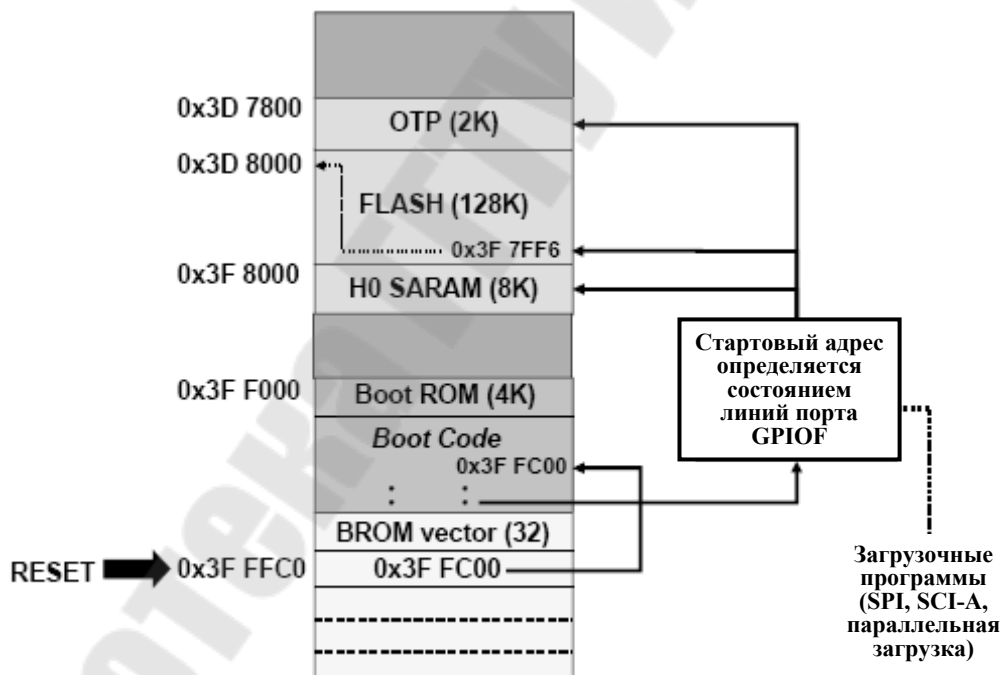 0x3D 7800
OTP (2K)
0x3D 8000
FLASH (128K)
0x3F 7FF6
0x3F 8000
H0 SARAM (8K)
Стартовый адрес
определяется
состоянием
линий порта
GPIOF
0x3F F000
Boot ROM (4K)
Boot Code
0x3F FC00
: :
BROM vector (32)
RESET
0x3F FFC0
0x3F FC00
Загрузочные
программы
(SPI, SCI-A,
параллельная
загрузка)